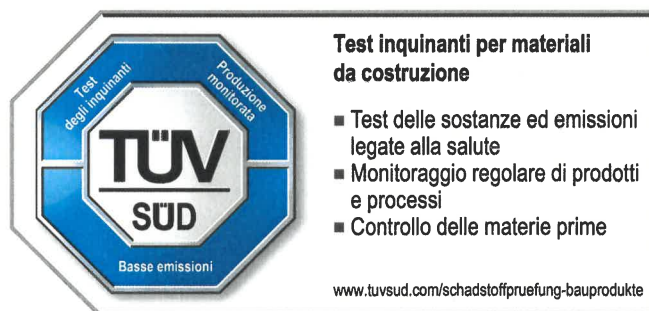 Test
degli inquinanti
Produzione
monitorata
TÜV
SÜD
Basse emissioni
Test inquinanti per materiali
da costruzione
■ Test delle sostanze ed emissioni
legate alla salute
■ Monitoraggio regolare di prodotti
e processi
■ Controllo delle materie prime
www.tuvsud.com/schadstoffpruefung-bauprodukte